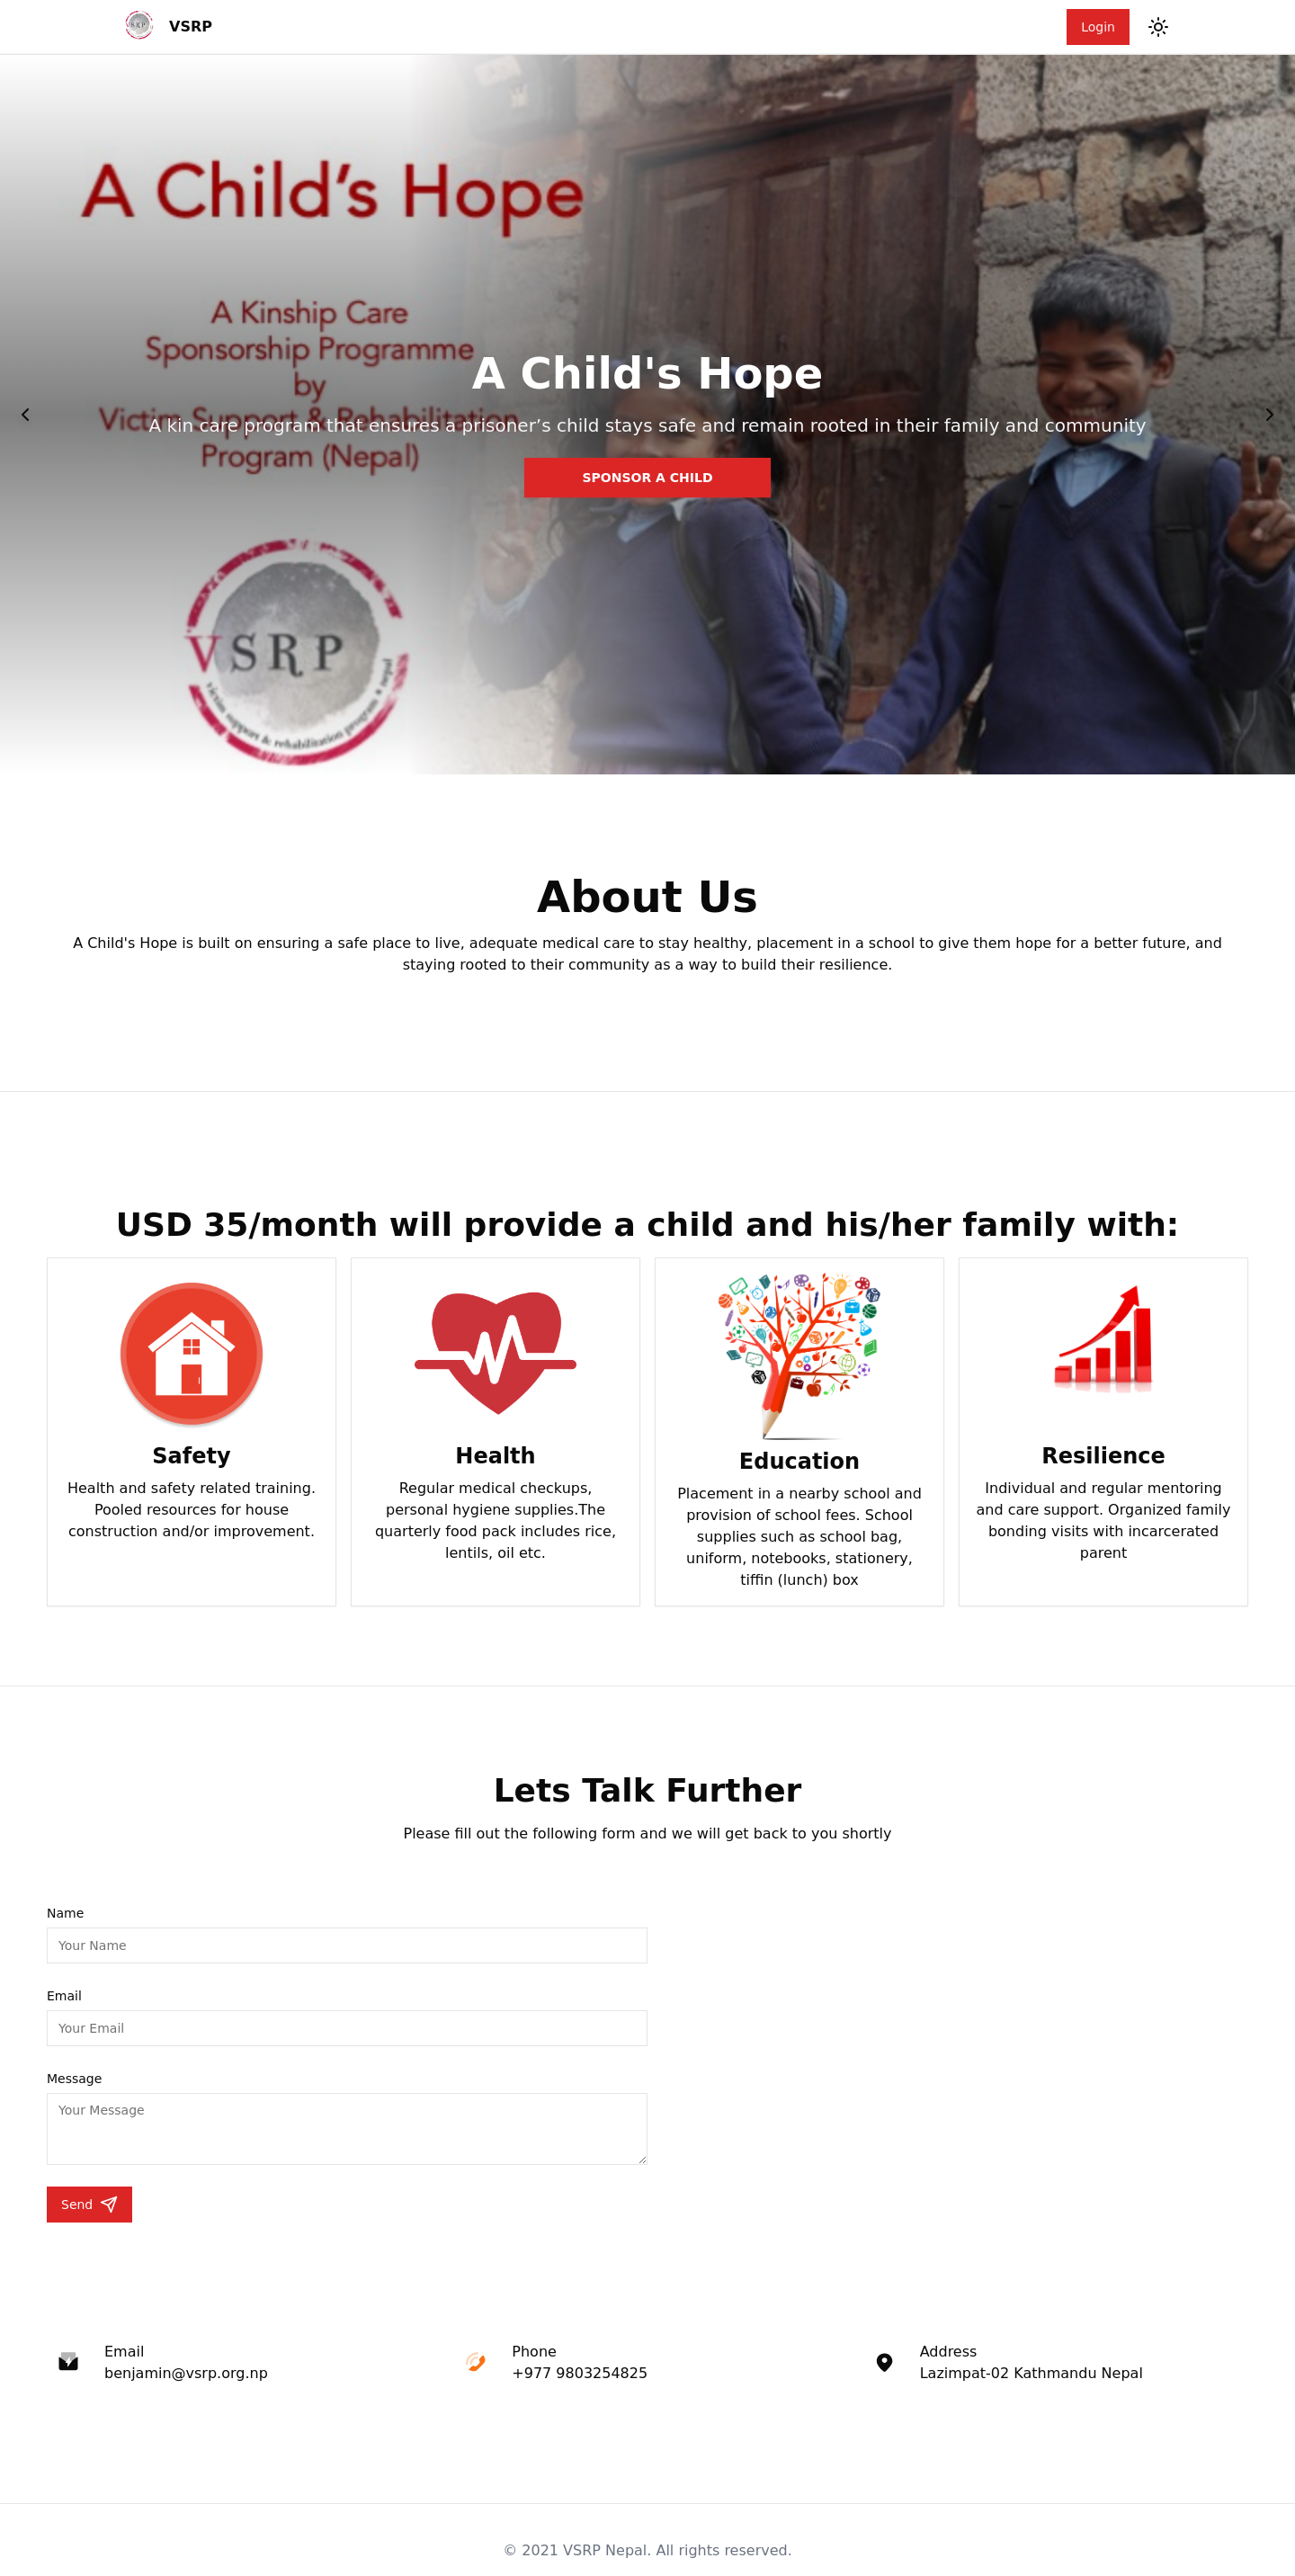 VSRP
Login
A Child’s Hope
A Kinship Care
Sponsorship Programme
by
Victim Support & Rehabilitation
Program (Nepal)
A Child's Hope
A kin care program that ensures a prisoner’s child stays safe and remain rooted in their family and community
SPONSOR A CHILD
VSRP
victim support & rehabilitation program nepal
About Us
A Child's Hope is built on ensuring a safe place to live, adequate medical care to stay healthy, placement in a school to give them hope for a better future, and
staying rooted to their community as a way to build their resilience.
USD 35/month will provide a child and his/her family with:
Safety
Health and safety related training.
Pooled resources for house
construction and/or improvement.
Health
Regular medical checkups,
personal hygiene supplies.The
quarterly food pack includes rice,
lentils, oil etc.
Education
Placement in a nearby school and
provision of school fees. School
supplies such as school bag,
uniform, notebooks, stationery,
tiffin (lunch) box
Resilience
Individual and regular mentoring
and care support. Organized family
bonding visits with incarcerated
parent
Lets Talk Further
Please fill out the following form and we will get back to you shortly
Name
Your Name
Email
Your Email
Message
Your Message
Send
Email
benjamin@vsrp.org.np
Phone
+977 9803254825
Address
Lazimpat-02 Kathmandu Nepal
© 2021 VSRP Nepal. All rights reserved.